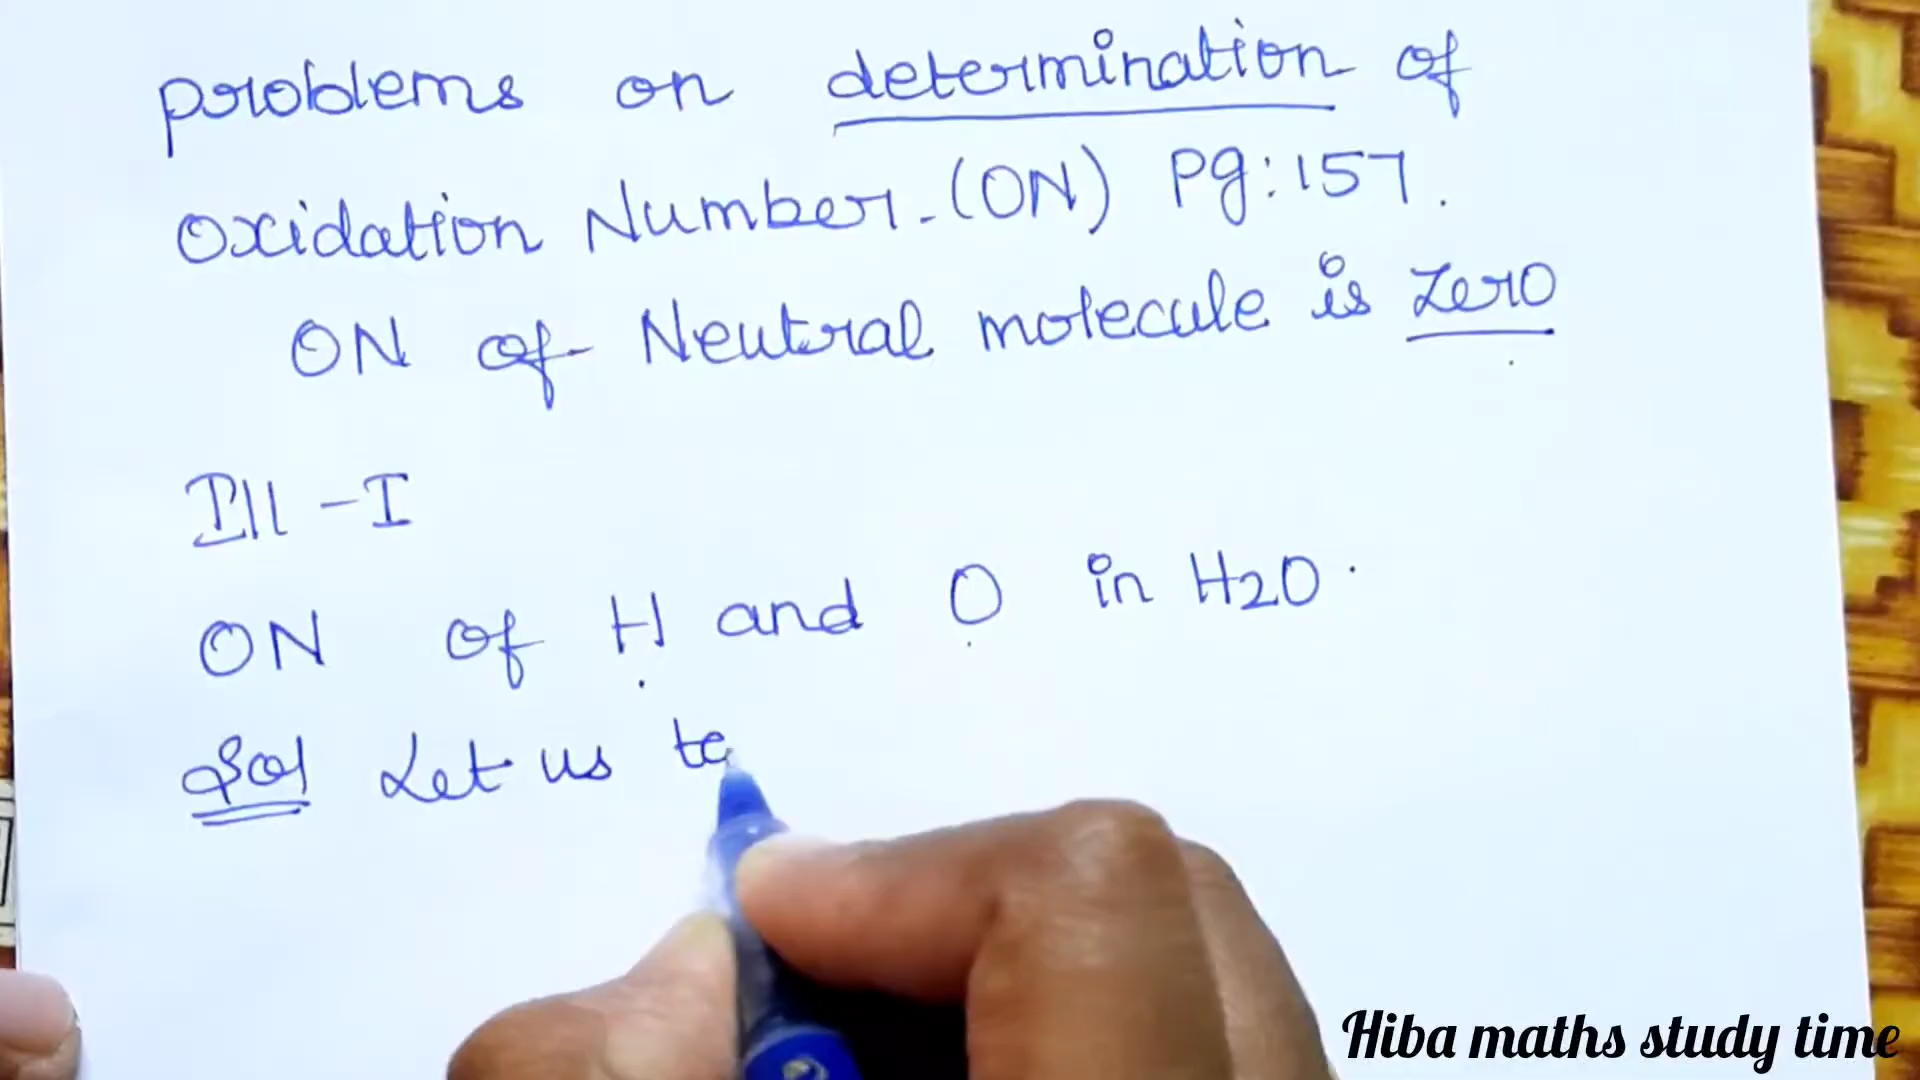 problems on determination of
Oxidation Number. (ON) Pg: 157.
ON of Neutral molecule is Zero
Ill - I
ON of H and O in H2O.
Sol Let us ta
Hiba maths study time